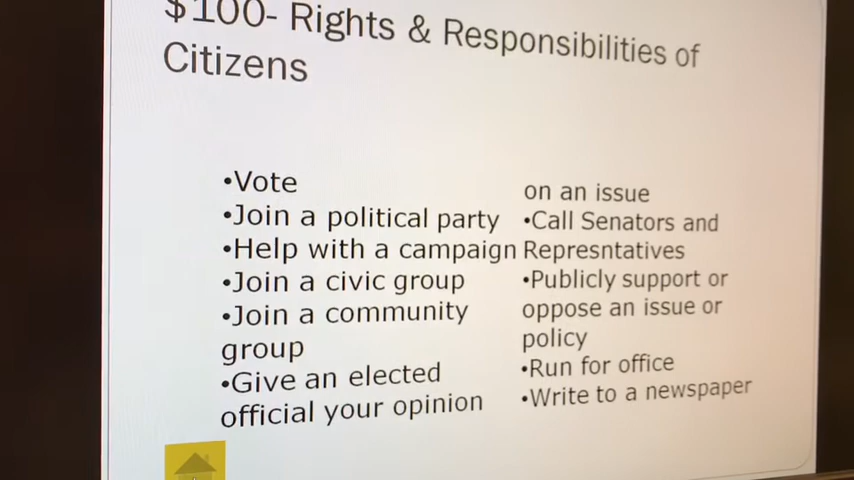 $100- Rights & Responsibilities of
Citizens
•Vote
•Join a political party
•Help with a campaign
•Join a civic group
•Join a community
group
•Give an elected
official your opinion
on an issue
•Call Senators and
Represntatives
•Publicly support or
oppose an issue or
policy
•Run for office
•Write to a newspaper